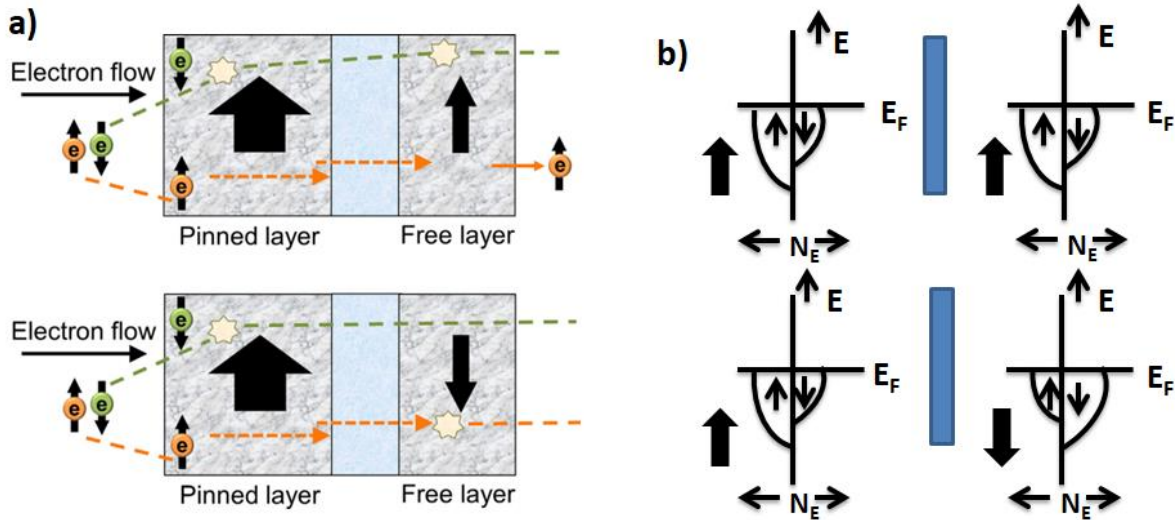 a)
Electron flow
e
e
e
e
e
Pinned layer
Free layer
Electron flow
e
e
e
e
Pinned layer
Free layer
b)
E
E
E_F
E_F
N_E
N_E
E
E
E_F
E_F
N_E
N_E